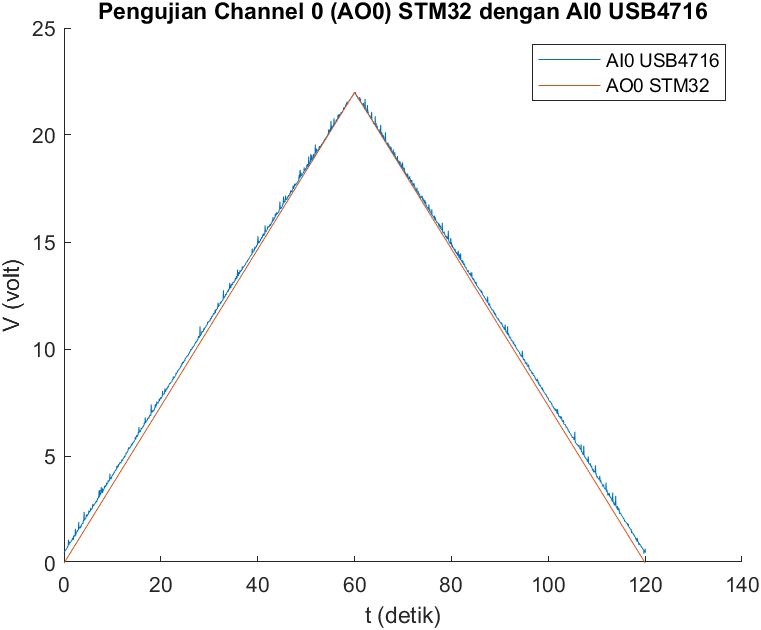 Pengujian Channel 0 (AO0) STM32 dengan AI0 USB4716
AI0 USB4716
AO0 STM32
25
20
15
10
5
0
V (volt)
0 20 40 60 80 100 120 140
t (detik)